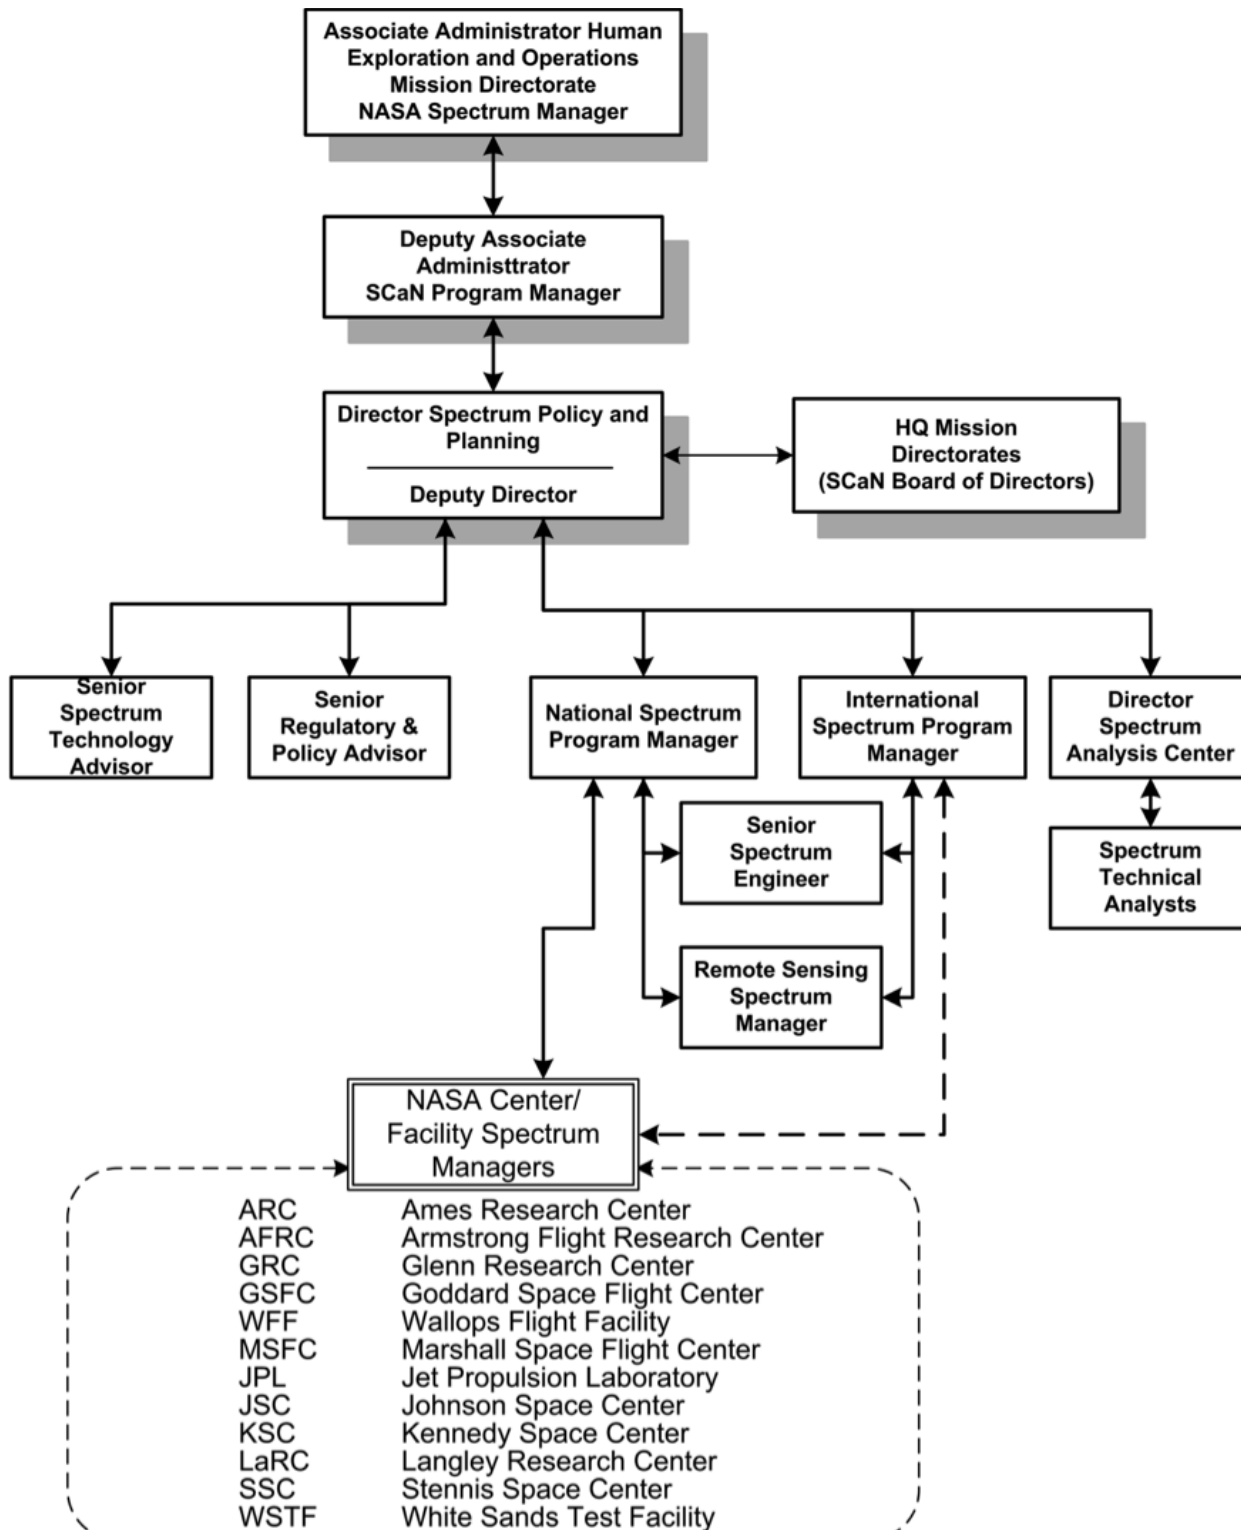 Associate Administrator Human
Exploration and Operations
Mission Directorate
NASA Spectrum Manager
Deputy Associate
Administtrator
SCaN Program Manager
Director Spectrum Policy and
Planning
Deputy Director
HQ Mission
Directorates
(SCaN Board of Directors)
Senior
Spectrum
Technology
Advisor
Senior
Regulatory &
Policy Advisor
National Spectrum
Program Manager
International
Spectrum Program
Manager
Director
Spectrum
Analysis Center
Senior
Spectrum
Engineer
Spectrum
Technical
Analysts
Remote Sensing
Spectrum
Manager
NASA Center/
Facility Spectrum
Managers
ARC Ames Research Center
AFRC Armstrong Flight Research Center
GRC Glenn Research Center
GSFC Goddard Space Flight Center
WFF Wallops Flight Facility
MSFC Marshall Space Flight Center
JPL Jet Propulsion Laboratory
JSC Johnson Space Center
KSC Kennedy Space Center
LaRC Langley Research Center
SSC Stennis Space Center
WSTF White Sands Test Facility